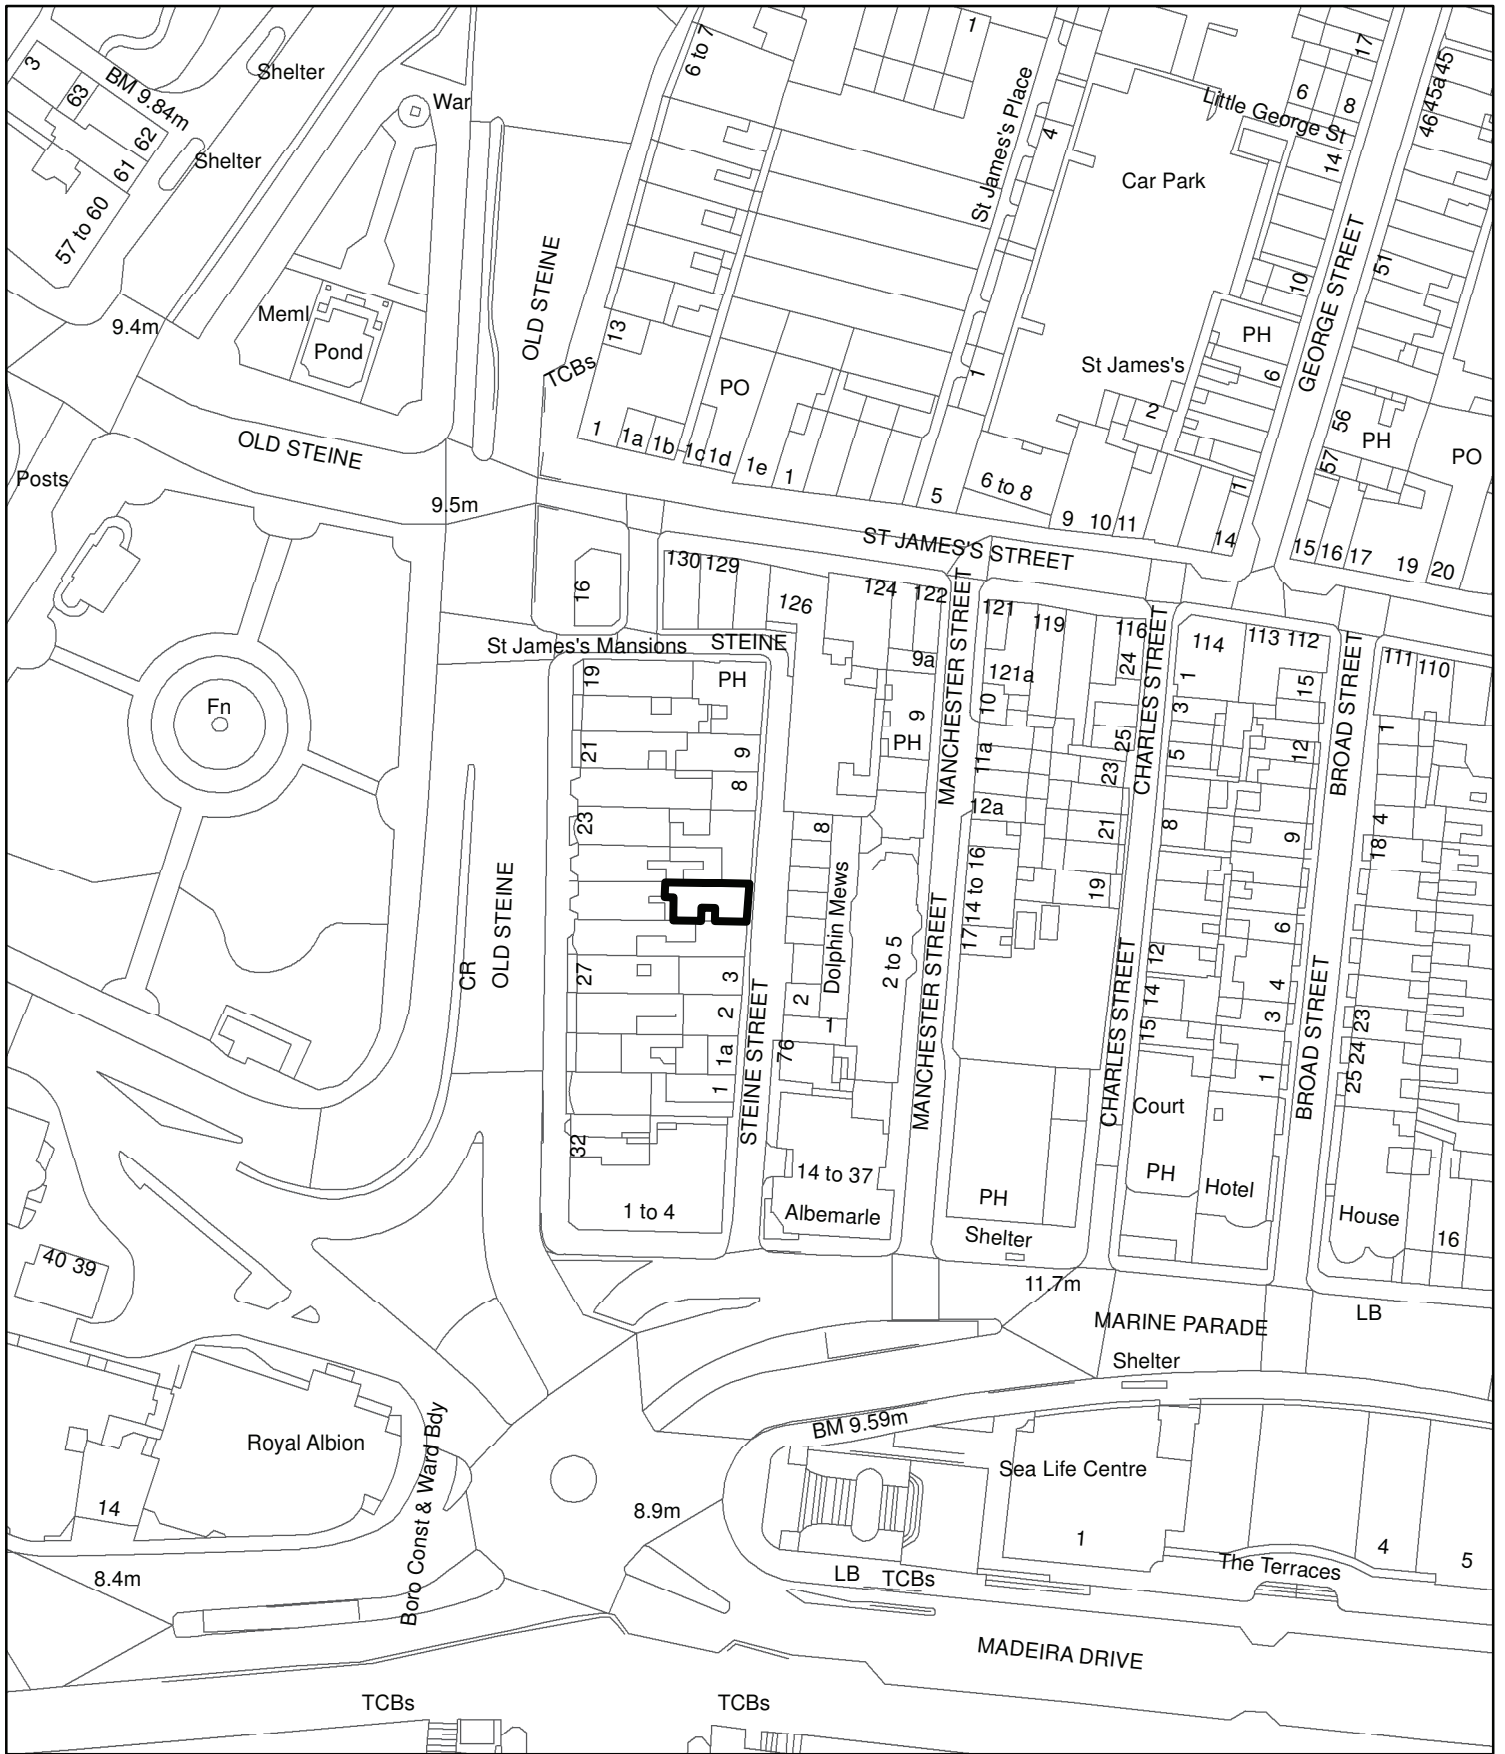 3
63
BM 9.84m
62
61
57 to 60
Shelter
Shelter
War
6 to 7
1
St James's Place
4
Car Park
Little George St
6
8
17
14
10
46
45a
45
51
GEORGE STREET
9.4m
Meml
Pond
OLD STEINE
TCBs
13
PO
1
St James's
2
PH
6
56
PH
57
PO
OLD STEINE
Posts
9.5m
1
1a
1b
1c
1d
1e
1
5
6 to 8
9
10
11
1
14
15
16
17
1
19
20
ST JAMES'S STREET
16
130
129
126
124
122
9a
121
119
116
24
121a
114
113
112
15
111
110
St James's Mansions
STEINE
MANCHESTER STREET
CHARLES STREET
BROAD STREET
Fn
19
PH
21
9
8
23
9
PH
10
11a
12a
25
23
21
1
3
5
8
12
9
1
4
18
CR
OLD STEINE
8
Dolphin Mews
2 to 5
MANCHESTER STREET
14 to 16
17
19
27
3
2
1a
1
STEINE STREET
2
1
76
CHARLES STREET
12
14
15
6
4
3
1
BROAD STREET
23
24
25
32
1 to 4
14 to 37
Albemarle
PH
Shelter
Court
PH
Hotel
House
16
40
39
11.7m
MARINE PARADE
LB
Shelter
Royal Albion
14
Boro Const & Ward Bdy
BM 9.59m
Sea Life Centre
8.9m
1
4
5
8.4m
LB
TCBs
The Terraces
MADEIRA DRIVE
TCBs
TCBs